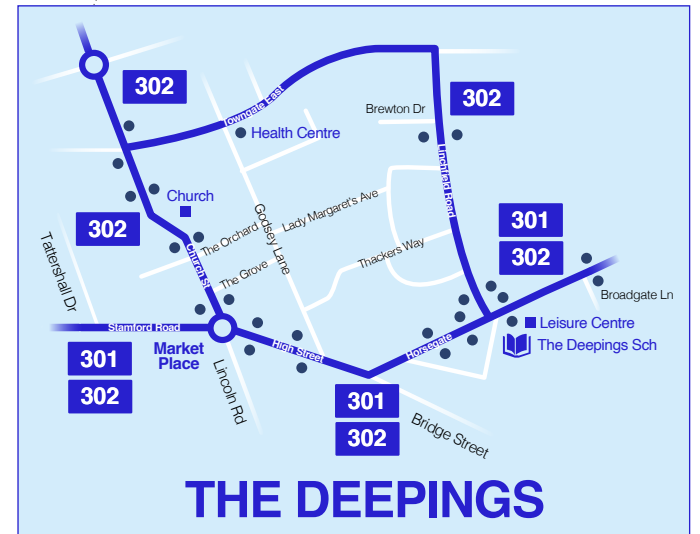 302
Towngate East
Health Centre
Brewton Dr
302
Linchfield Road
Church
302
The Orchard
Lady Margaret's Ave
Godsey Lane
301
302
Tattershall Dr
Church St
The Grove
Thackers Way
Broadgate Ln
Stamford Road
Market
Place
High Street
Horsegate
Leisure Centre
The Deepings Sch
301
302
Lincoln Rd
301
302
Bridge Street
THE DEEPINGS